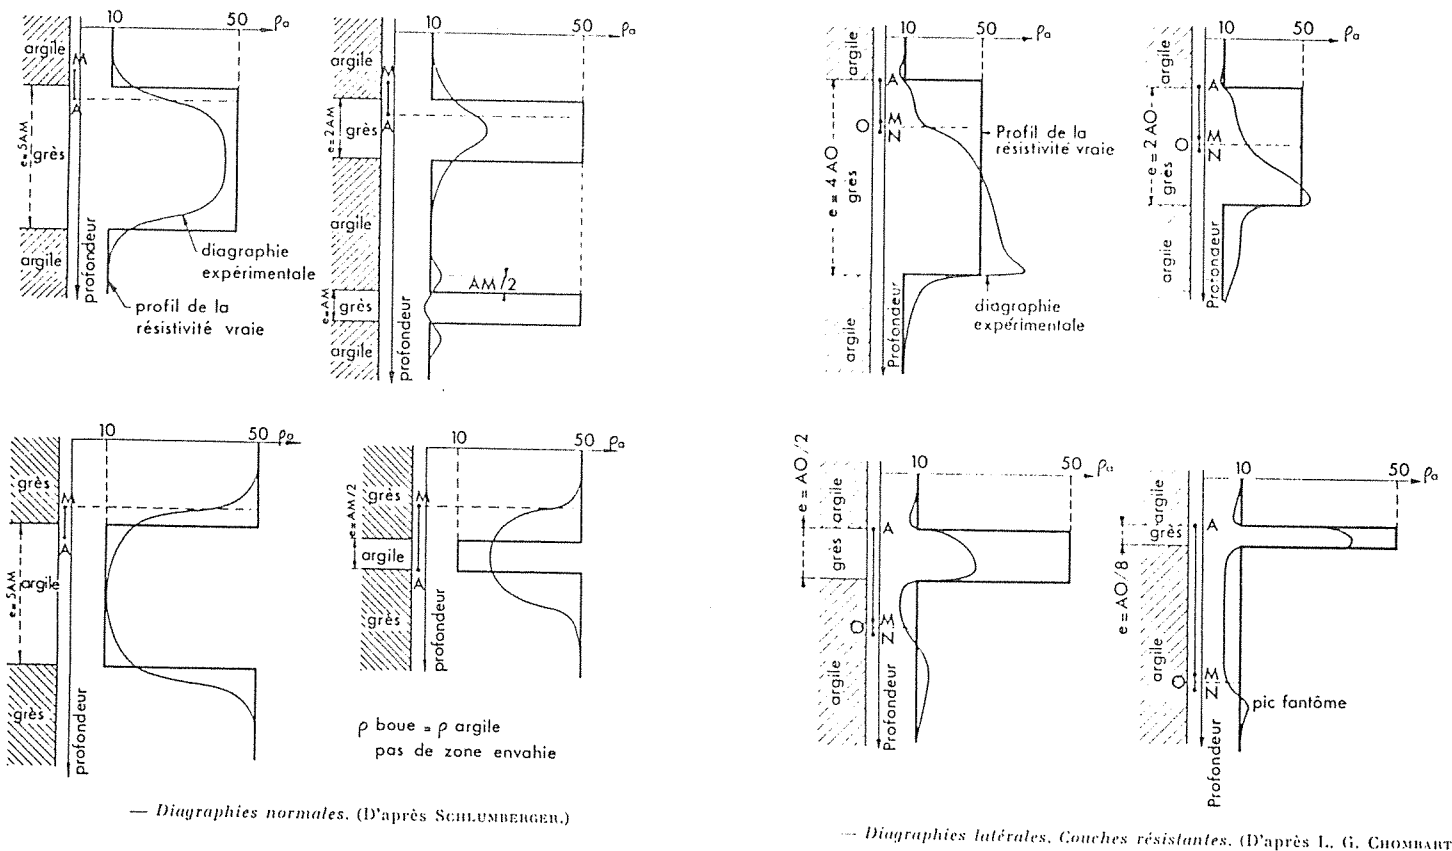 10
50
ρa
argile
M
A
e = 5AM
grès
argile
profondeur
diagraphie
expérimentale
profil de la
résistivité vraie
10
50
ρa
argile
M
A
e = 2AM
grès
argile
AM/2
e = AM
grès
argile
profondeur
10
50
ρa
argile
A
O
M
N
e = 4 AO
grès
Profil de la
résistivité vraie
argile
Profondeur
diagraphie
expérimentale
10
50
ρa
argile
A
O
M
N
e = 2 AO
grès
argile
Profondeur
10
50
ρa
grès
M
A
e = 5AM
argile
grès
profondeur
10
50
ρa
grès
M
A
e = AM/2
argile
grès
profondeur
ρ boue = ρ argile
pas de zone envahie
10
50
ρa
e = AO/2
argile
A
grès
O
M
N
argile
Profondeur
10
50
ρa
argile
A
grès
e = AO/8
argile
O
M
N
pic fantôme
Profondeur
— Diagraphies normales. (D'après SCHLUMBERGER.)
— Diagraphies latérales. Couches résistantes. (D'après L. G. CHOMBART